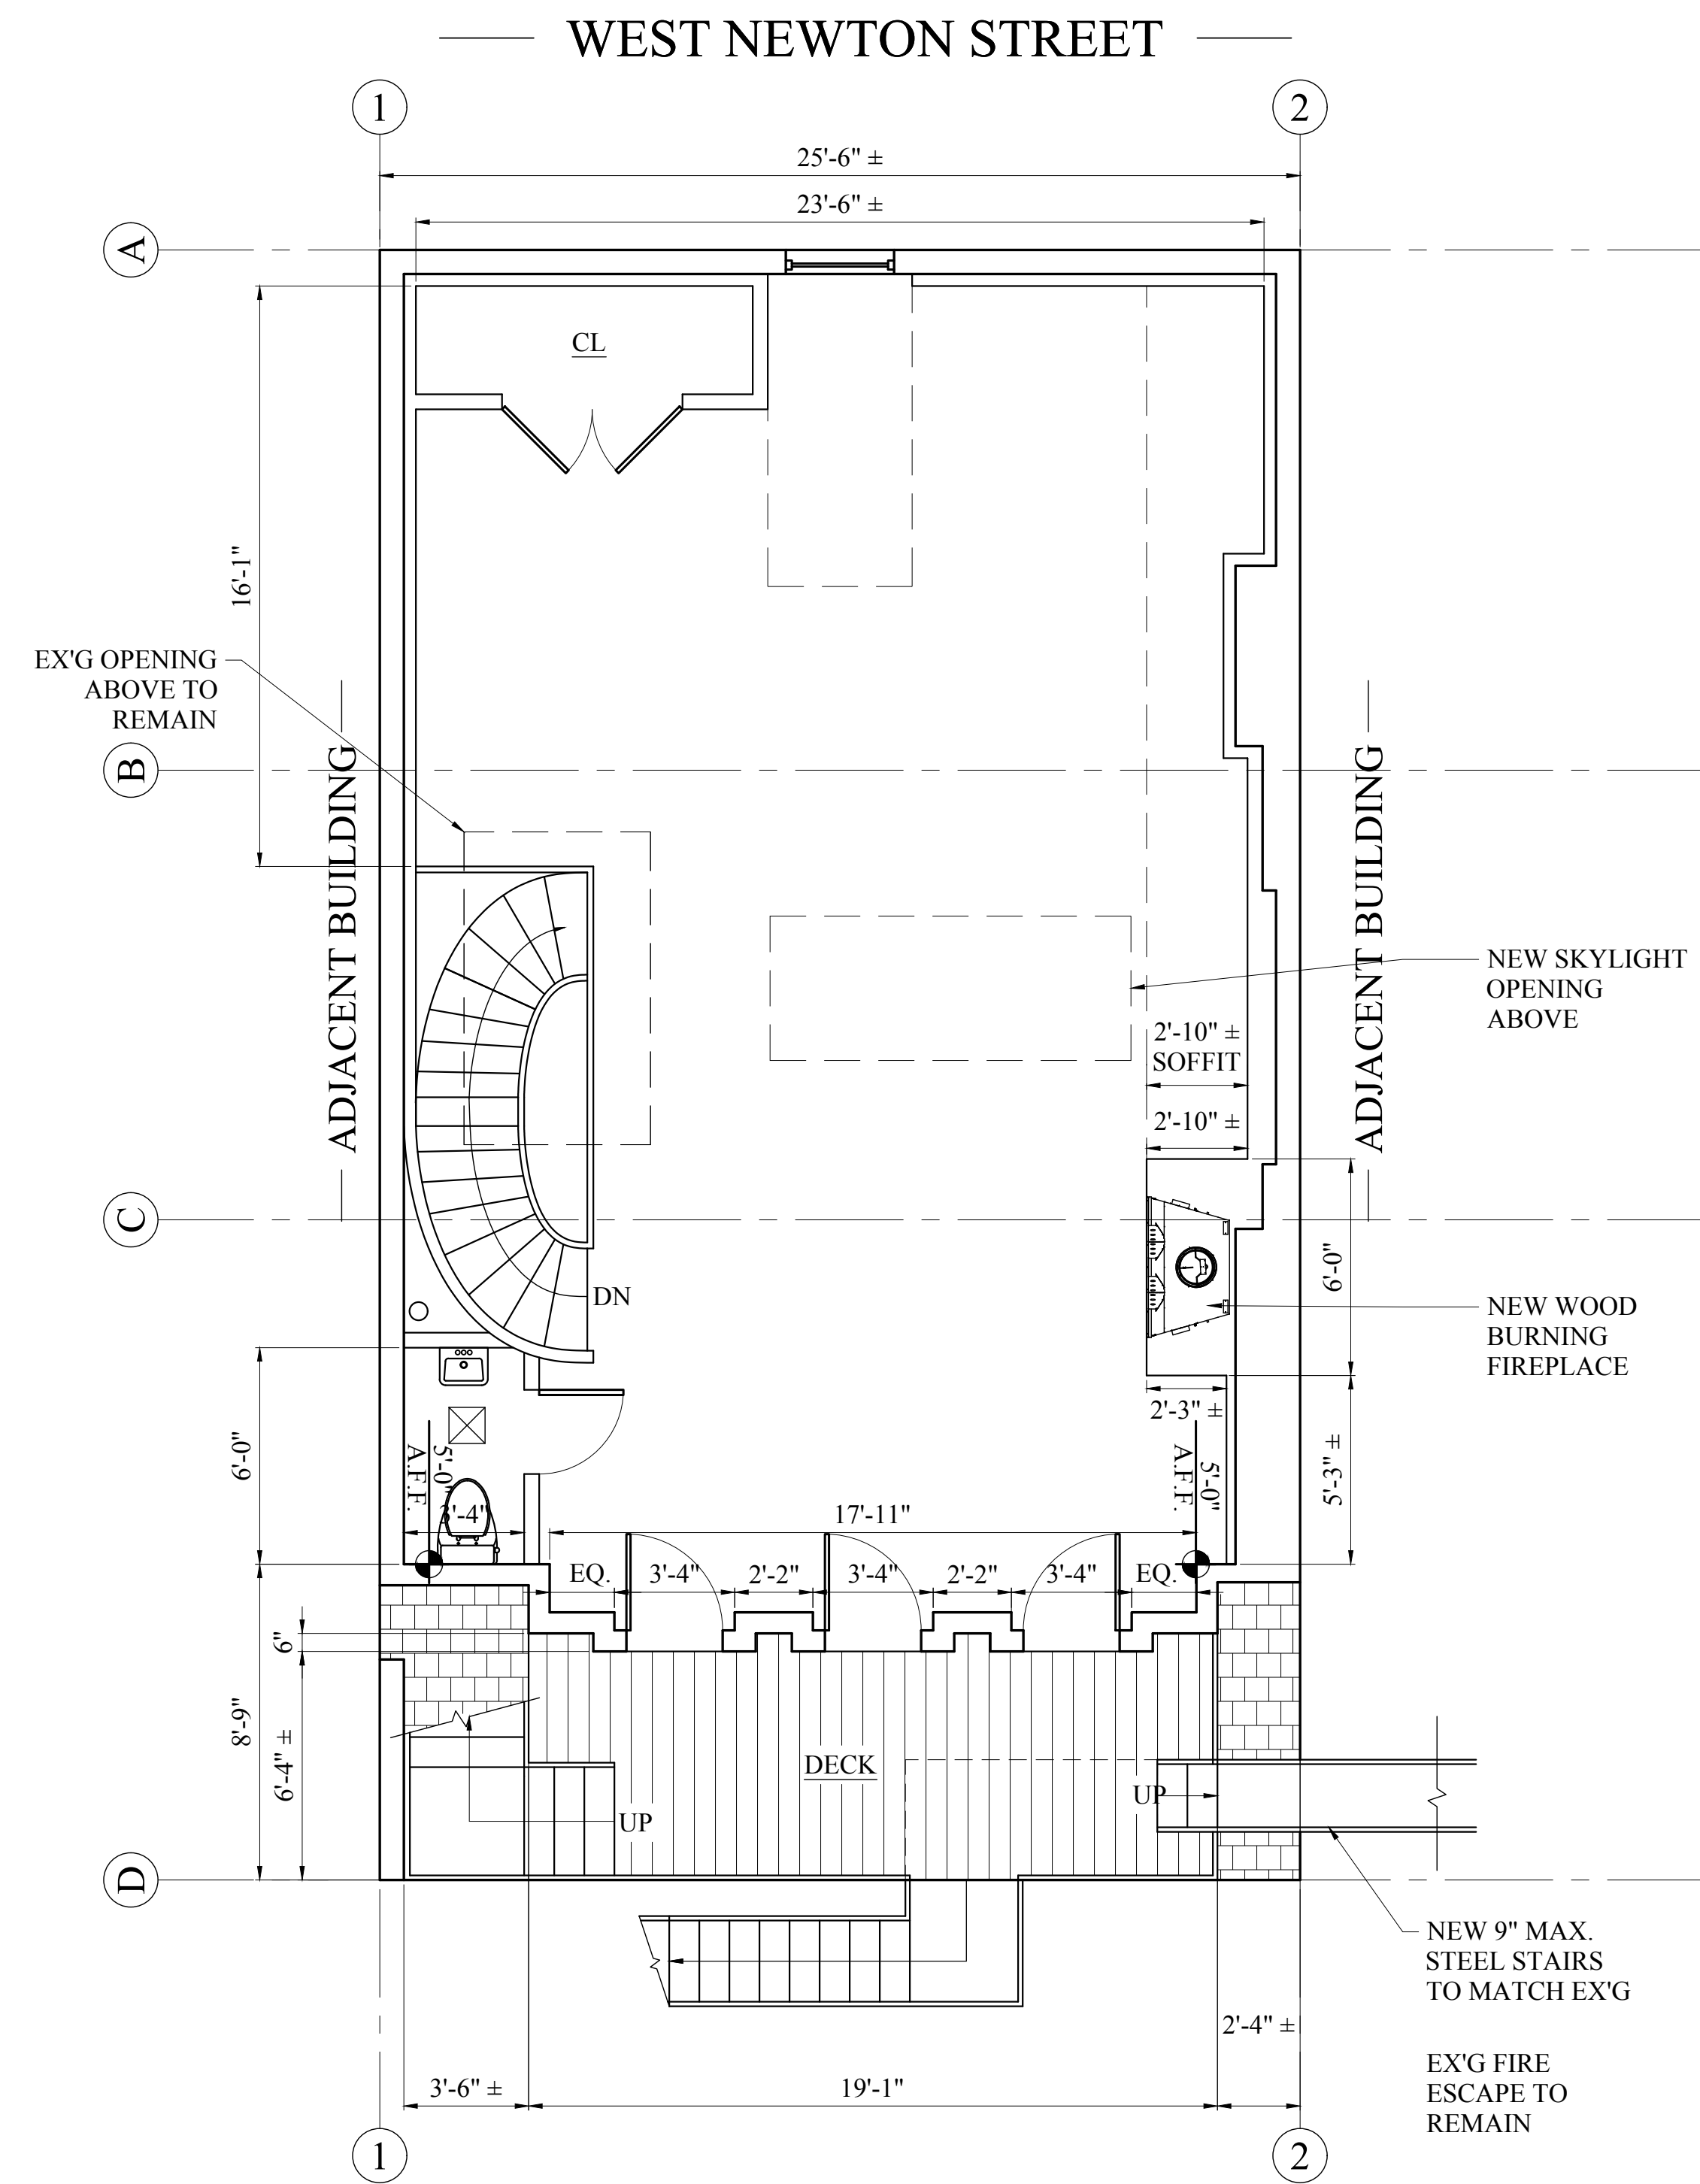 WEST NEWTON STREET
1
2
25'-6" ±
23'-6" ±
A
CL
16'-1"
EX'G OPENING
ABOVE TO
REMAIN
B
ADJACENT BUILDING
ADJACENT BUILDING
NEW SKYLIGHT
OPENING
ABOVE
2'-10" ±
SOFFIT
2'-10" ±
C
6'-0"
DN
NEW WOOD
BURNING
FIREPLACE
2'-3" ±
5'-3" ±
6'-0"
5'-0"
A.F.F.
3'-4"
5'-0"
A.F.F.
17'-11"
EQ.
3'-4"
2'-2"
3'-4"
2'-2"
3'-4"
EQ.
6"
8'-9"
6'-4" ±
DECK
UP
UP
D
NEW 9" MAX.
STEEL STAIRS
TO MATCH EX'G
2'-4" ±
EX'G FIRE
ESCAPE TO
REMAIN
3'-6" ±
19'-1"
1
2